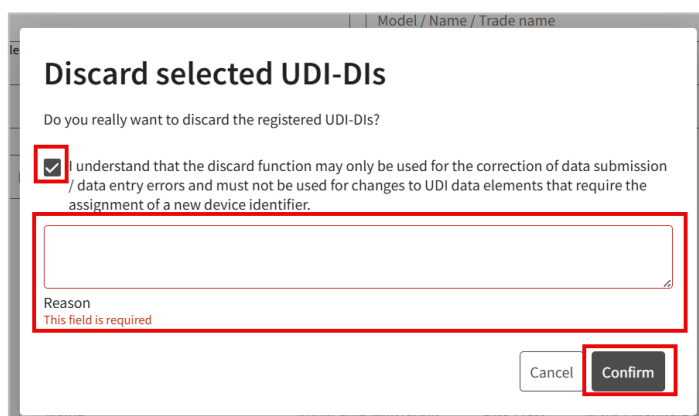 Model / Name / Trade name
le
Discard selected UDI-DIs
Do you really want to discard the registered UDI-DIs?
I understand that the discard function may only be used for the correction of data submission
/ data entry errors and must not be used for changes to UDI data elements that require the
assignment of a new device identifier.
Reason
This field is required
Cancel
Confirm